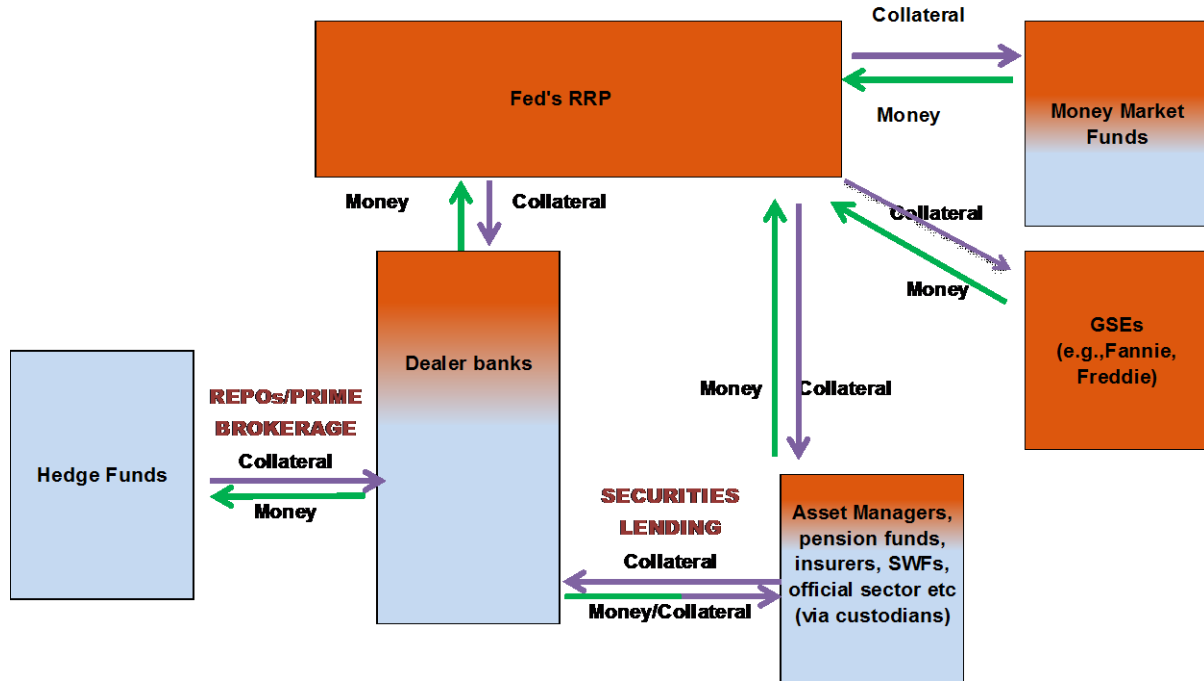 Collateral
Fed's RRP
Money
Money Market
Funds
Money
Collateral
Collateral
Money
GSEs
(e.g.,Fannie,
Freddie)
Dealer banks
Money
Collateral
REPOs/PRIME
BROKERAGE
Collateral
Hedge Funds
Money
SECURITIES
LENDING
Collateral
Money/Collateral
Asset Managers,
pension funds,
insurers, SWFs,
official sector etc
(via custodians)